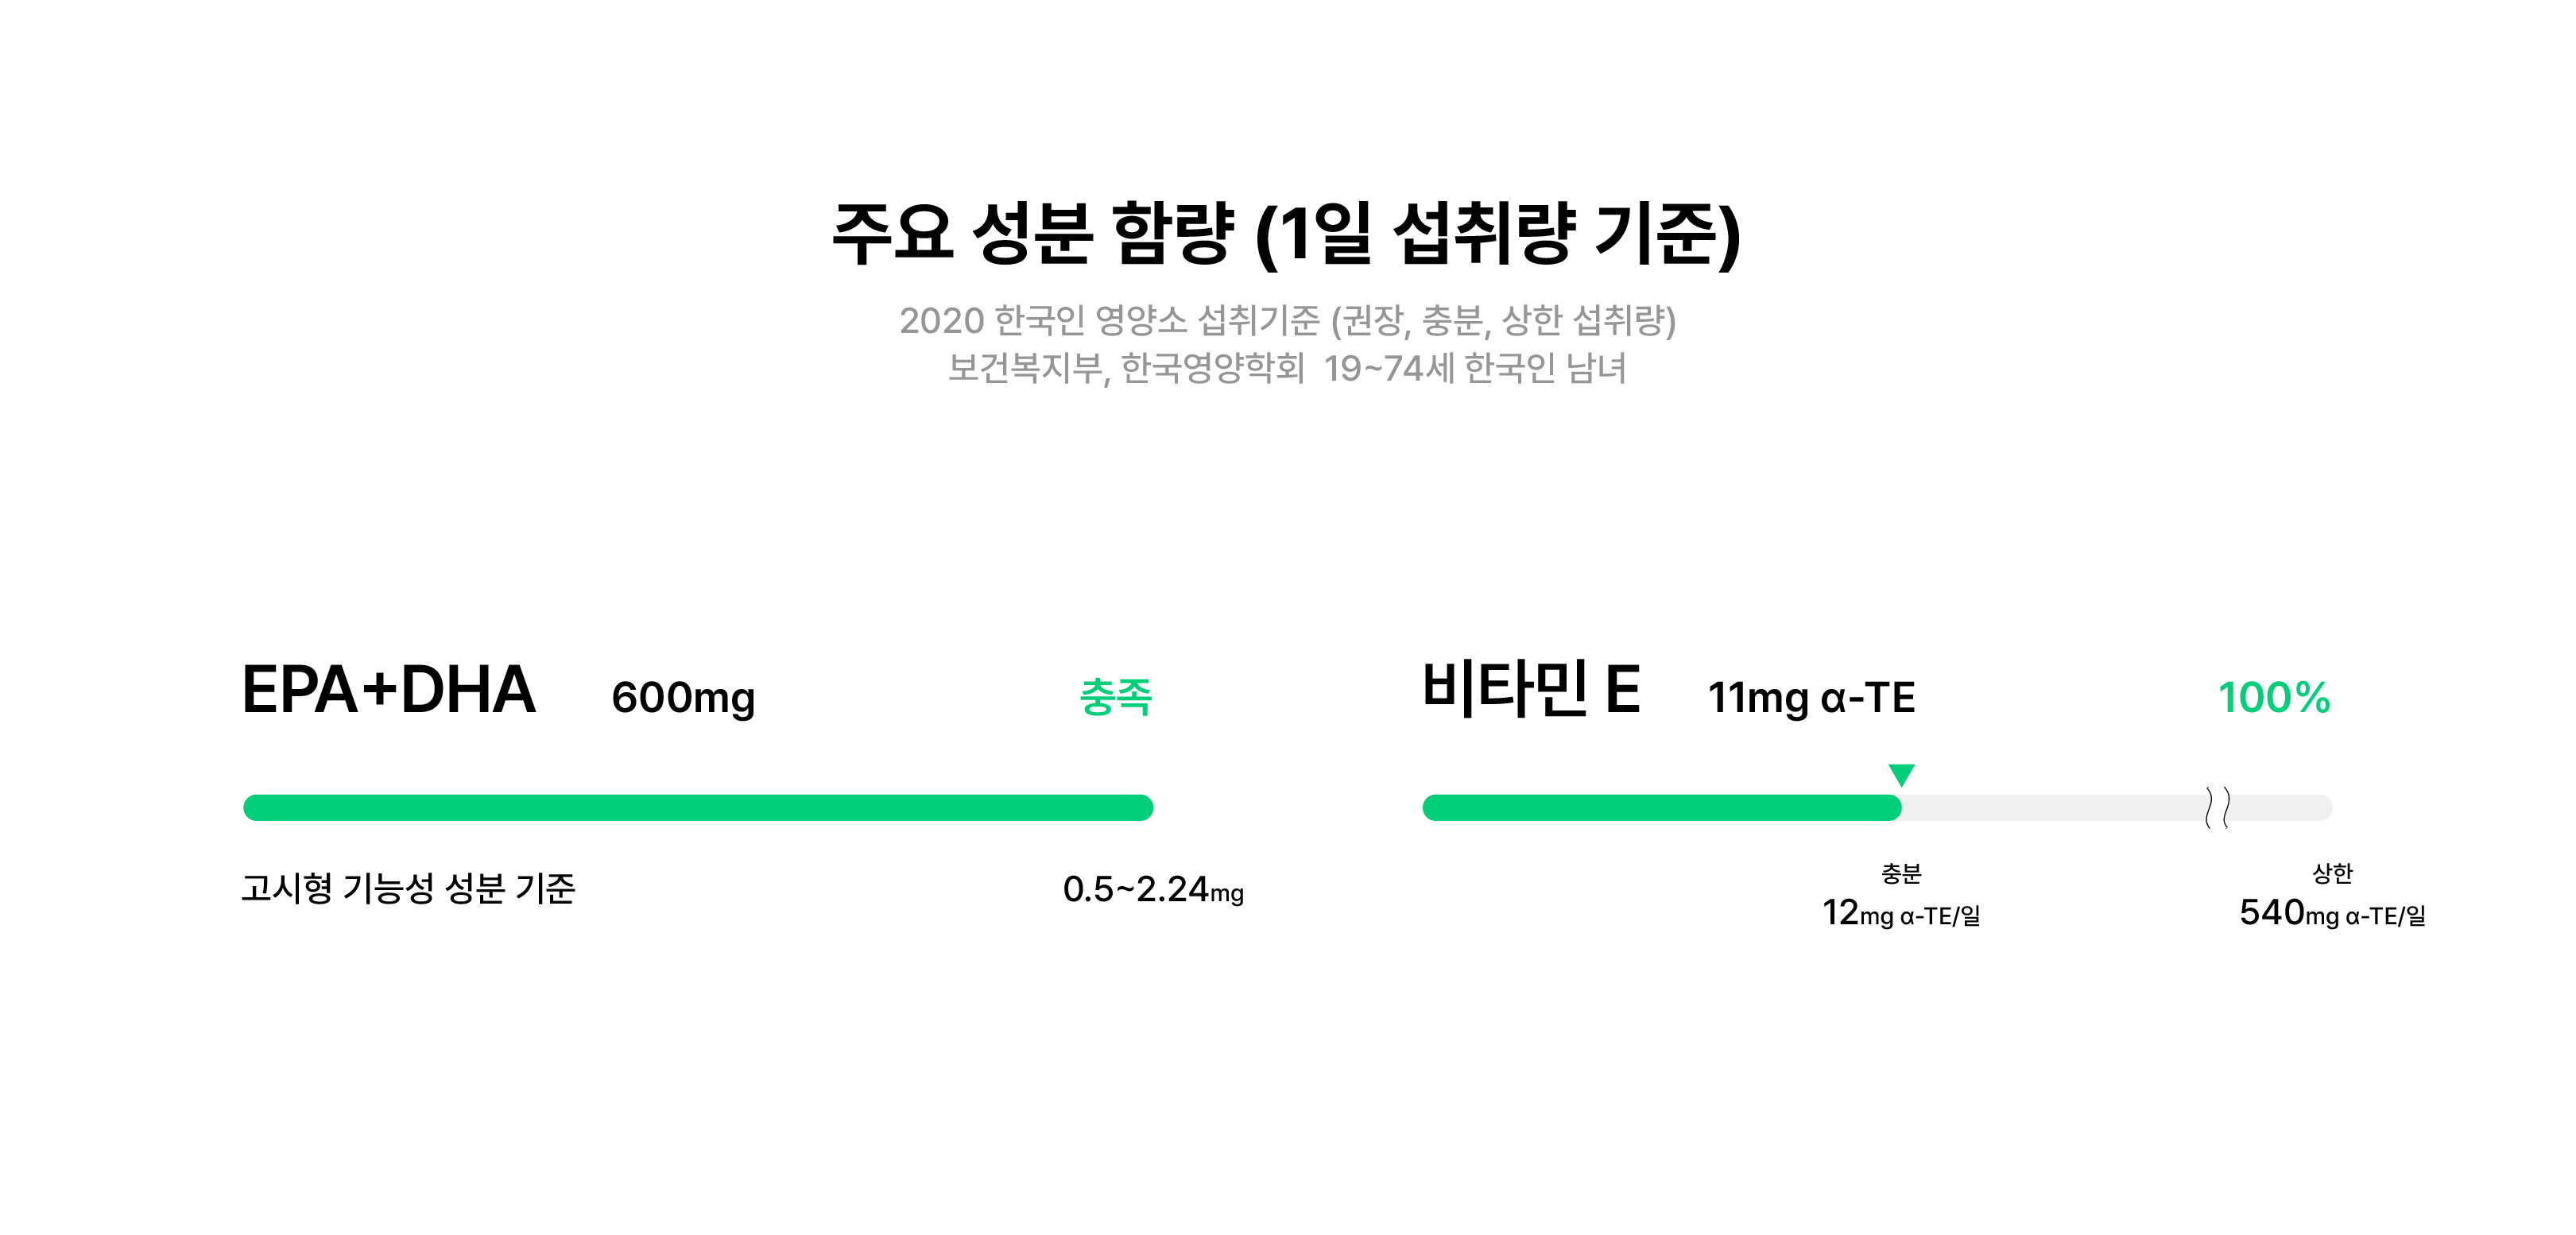 주요 성분 함량 (1일 섭취량 기준)
2020 한국인 영양소 섭취기준 (권장, 충분, 상한 섭취량)
보건복지부, 한국영양학회 19~74세 한국인 남녀
EPA+DHA 600mg 충족
고시형 기능성 성분 기준 0.5~2.24mg
비타민 E 11mg α-TE 100%
충분
12mg α-TE/일
상한
540mg α-TE/일